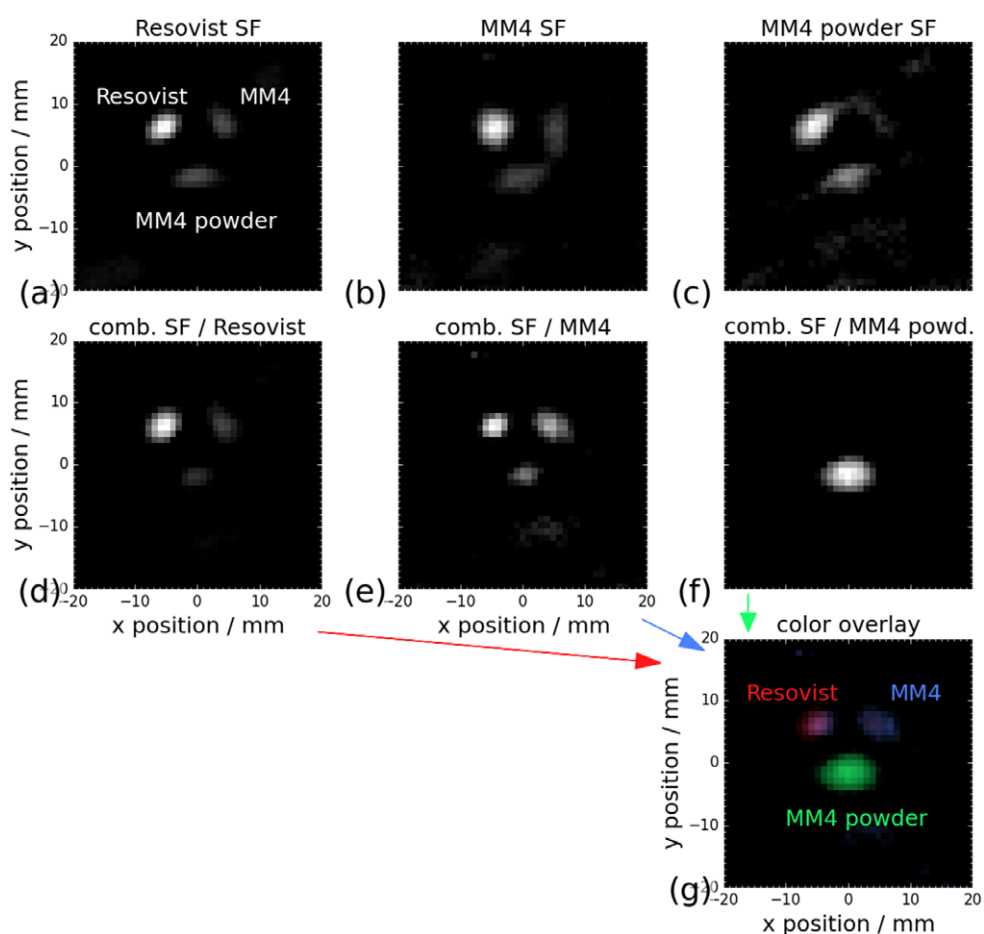 Resovist SF
MM4 SF
MM4 powder SF
20
10
0
−10
−20
y position / mm
Resovist
MM4
MM4 powder
(a)
(b)
(c)
comb. SF / Resovist
comb. SF / MM4
comb. SF / MM4 powd.
20
10
0
−10
−20
y position / mm
(d)
(e)
(f)
−20 −10 0 10 20
−20 −10 0 10 20
x position / mm
x position / mm
color overlay
20
10
0
−10
−20
y position / mm
Resovist
MM4
MM4 powder
(g)
−20 −10 0 10 20
x position / mm